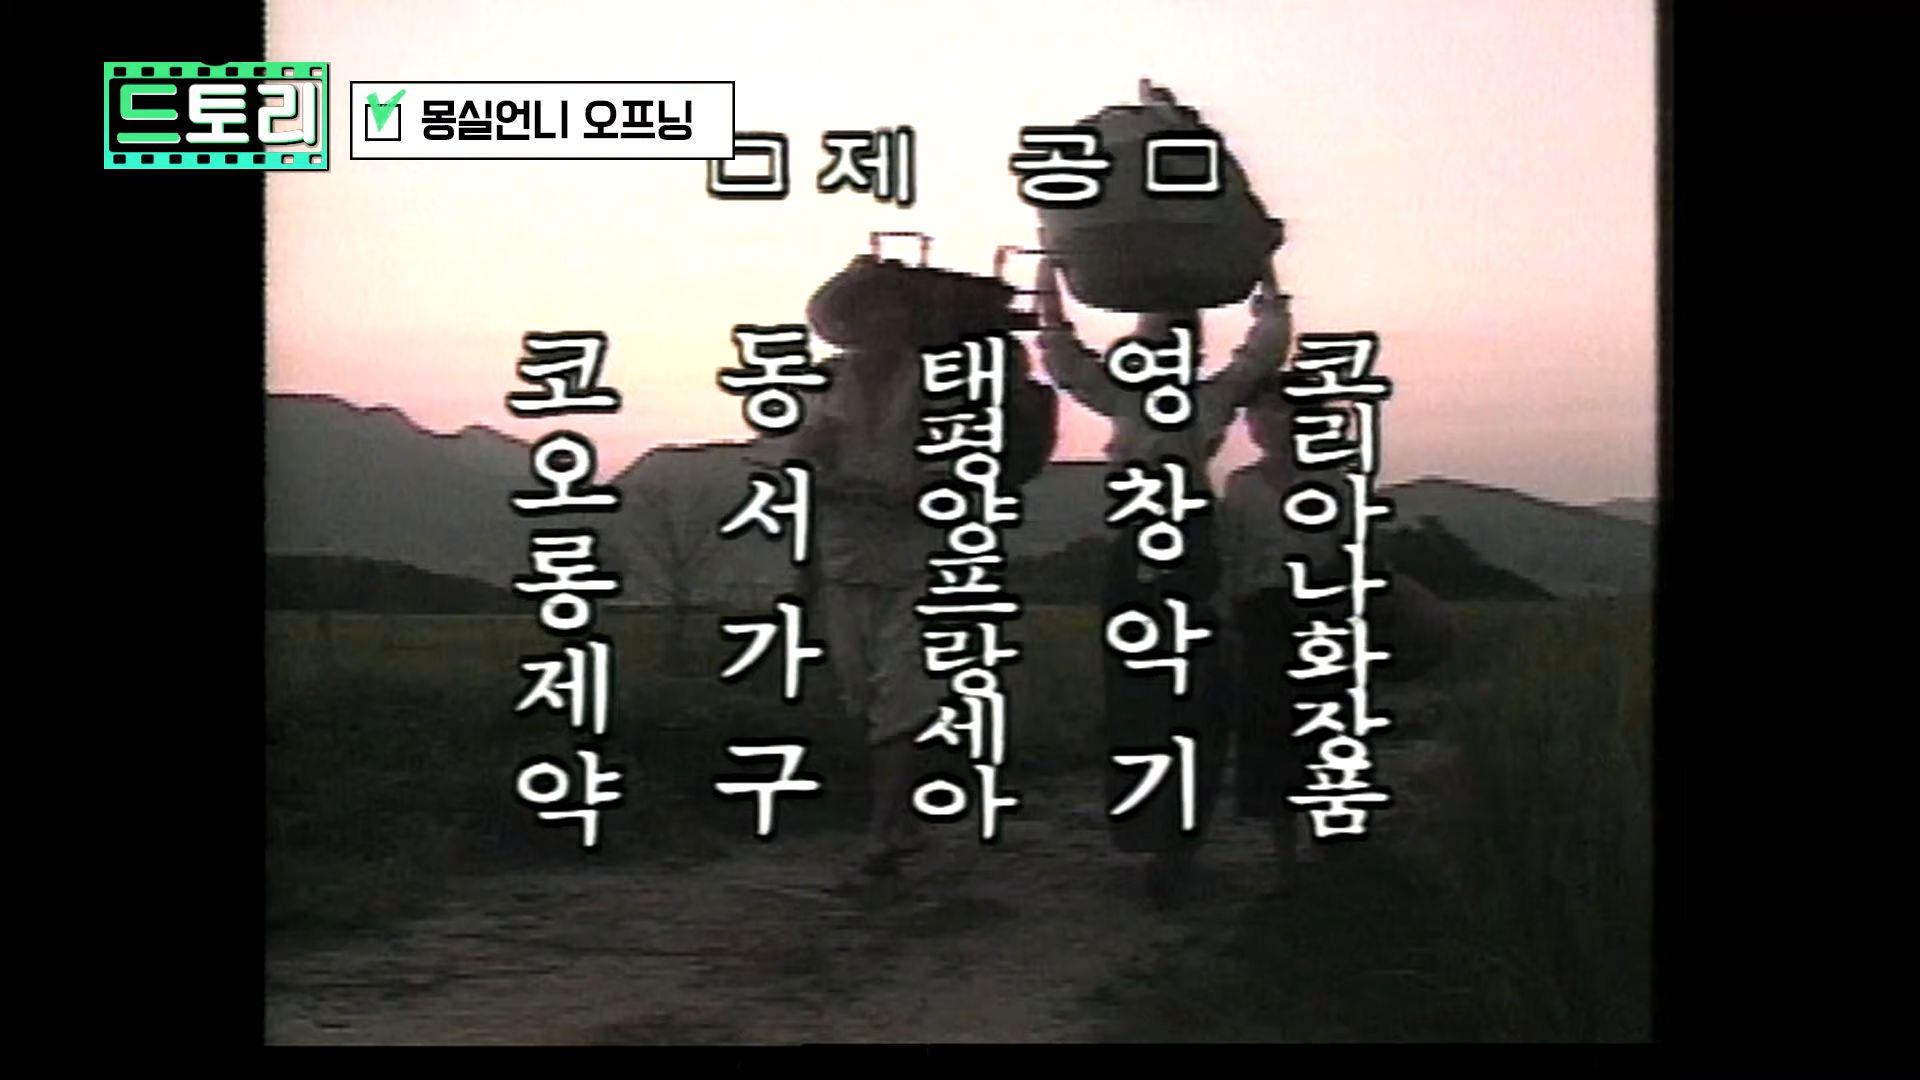 드토리
몽실언니 오프닝
□ 제 공 □
코오롱제약
동서가구
태평양프랑세아
영창악기
코리아나화장품